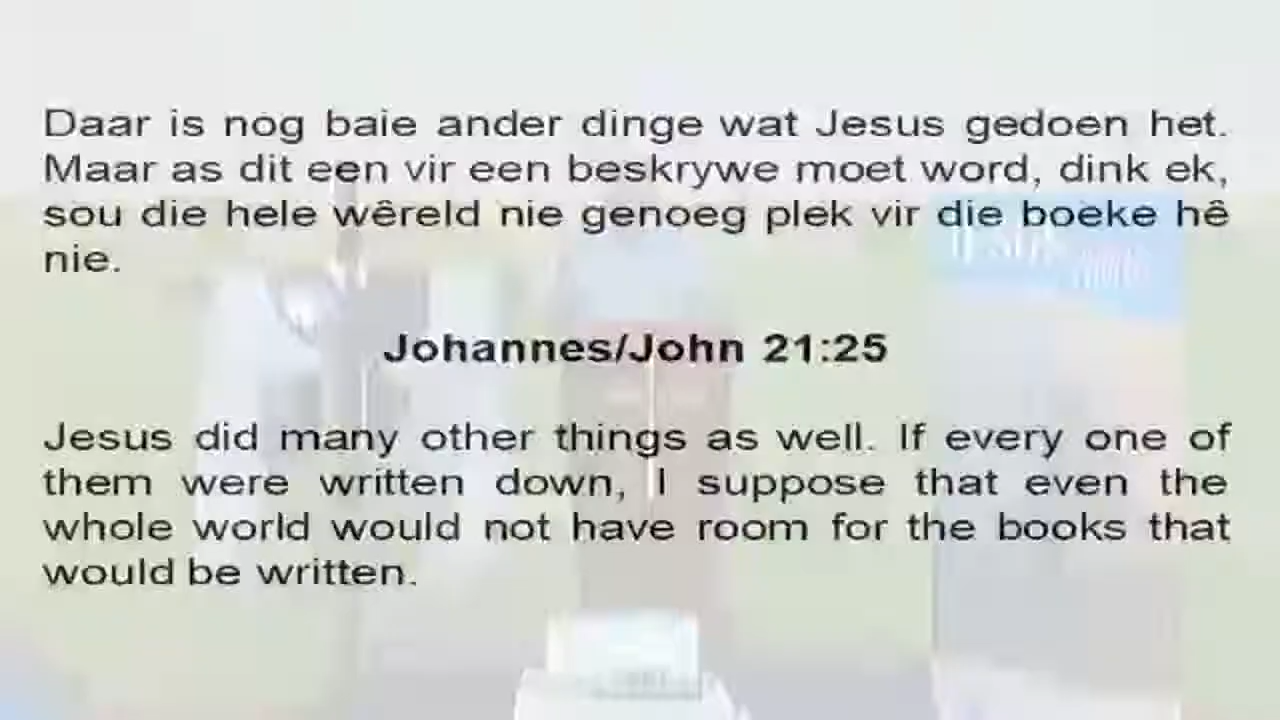 Daar is nog baie ander dinge wat Jesus gedoen het.
Maar as dit een vir een beskrywe moet word, dink ek,
sou die hele wêreld nie genoeg plek vir die boeke hê
nie.
Johannes/John 21:25
Jesus did many other things as well. If every one of
them were written down, I suppose that even the
whole world would not have room for the books that
would be written.